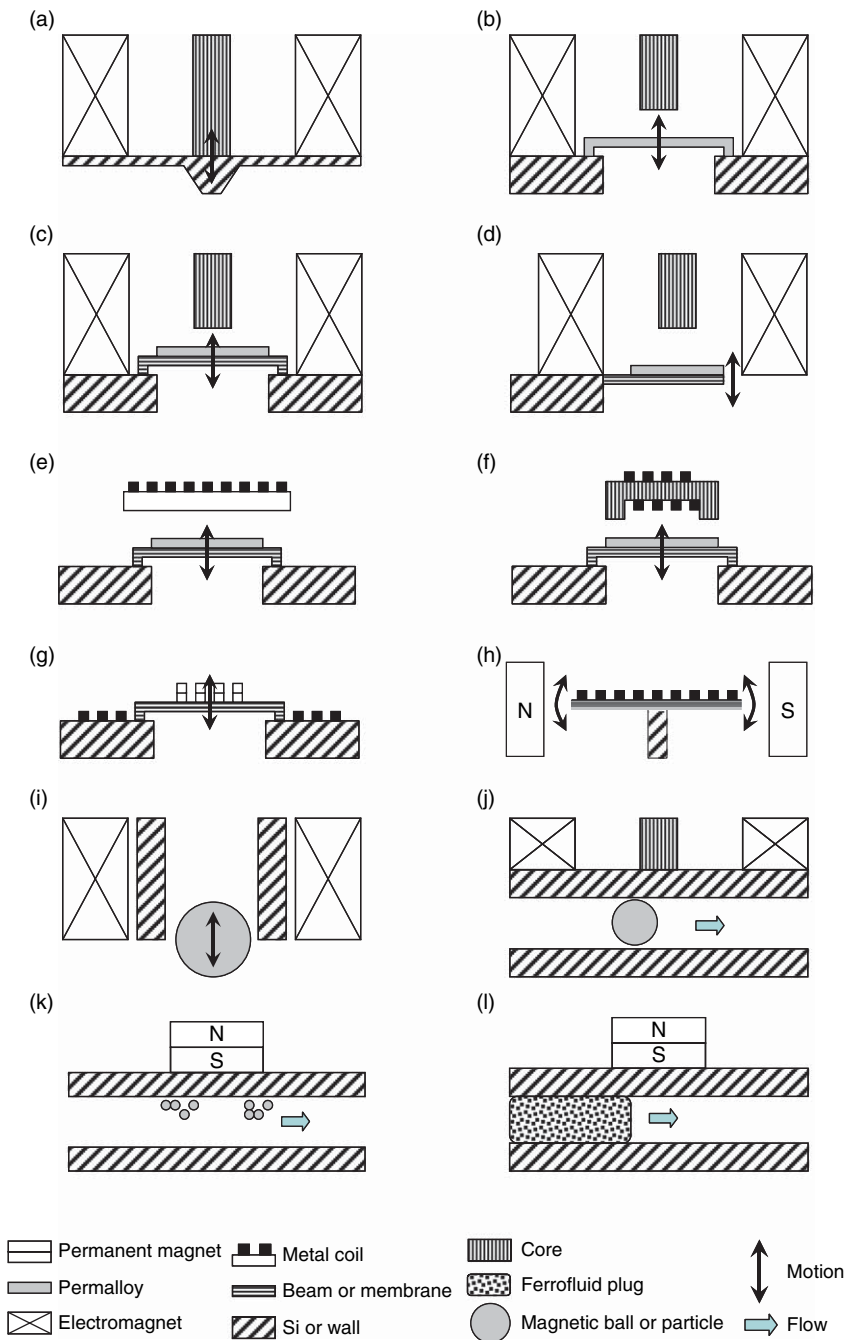 (a)
(b)
(c)
(d)
(e)
(f)
(g)
(h)
N
S
(i)
(j)
(k)
N
S
(l)
N
S
Permanent magnet
Metal coil
Core
Motion
Permalloy
Beam or membrane
Ferrofluid plug
Electromagnet
Si or wall
Magnetic ball or particle
Flow